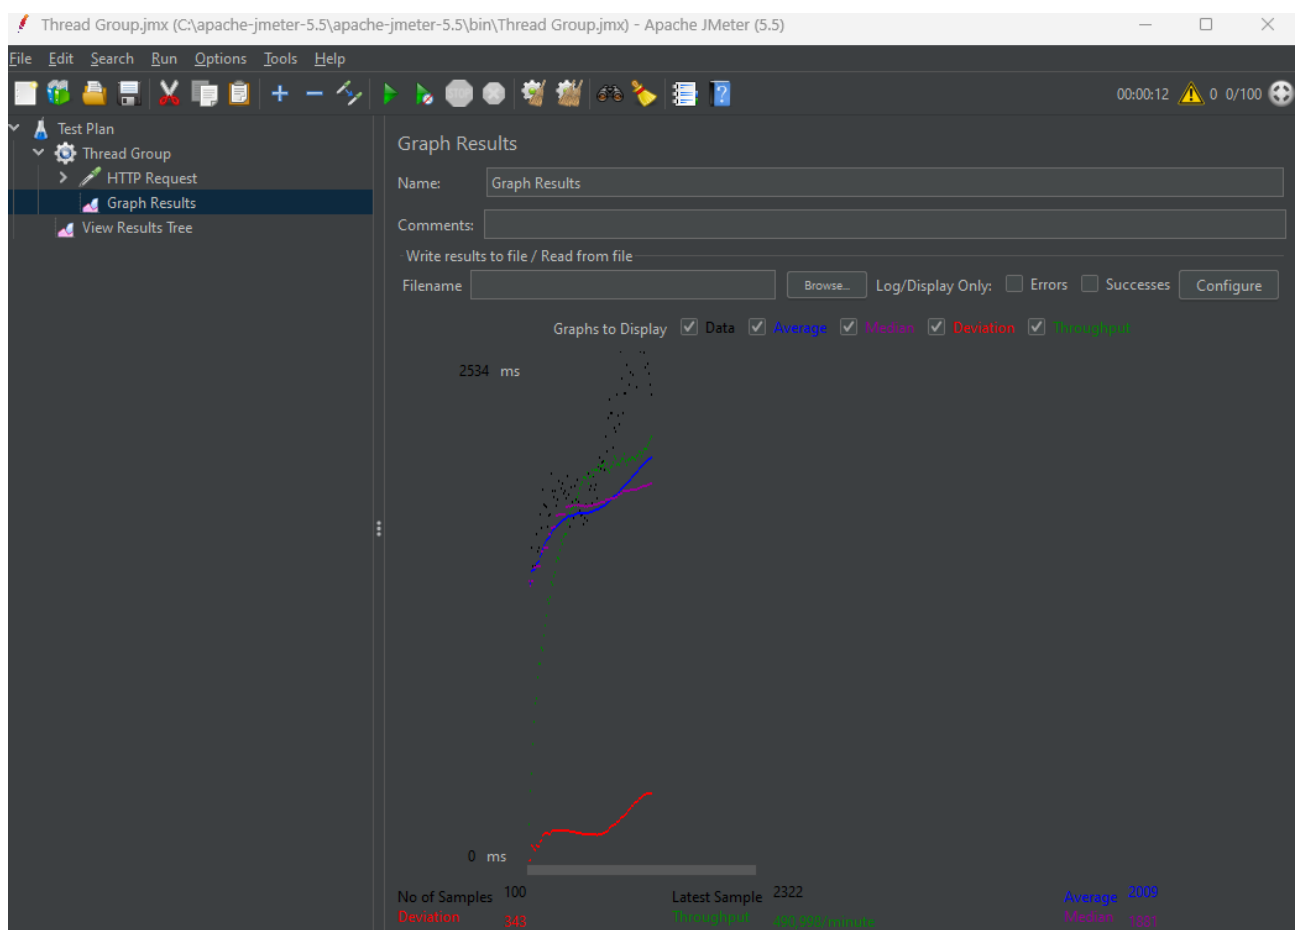 Thread Group.jmx (C:\apache-jmeter-5.5\apache-jmeter-5.5\bin\Thread Group.jmx) - Apache JMeter (5.5)
File Edit Search Run Options Tools Help
STOP
00:00:12 0 0/100
Test Plan
Thread Group
HTTP Request
Graph Results
View Results Tree
Graph Results
Name: Graph Results
Comments:
Write results to file / Read from file
Filename Browse... Log/Display Only: Errors Successes Configure
Graphs to Display Data Average Median Deviation Throughput
2534 ms
0 ms
No of Samples 100 Latest Sample 2322 Average 2009
Deviation 343 Throughput 490,998/minute Median 1881